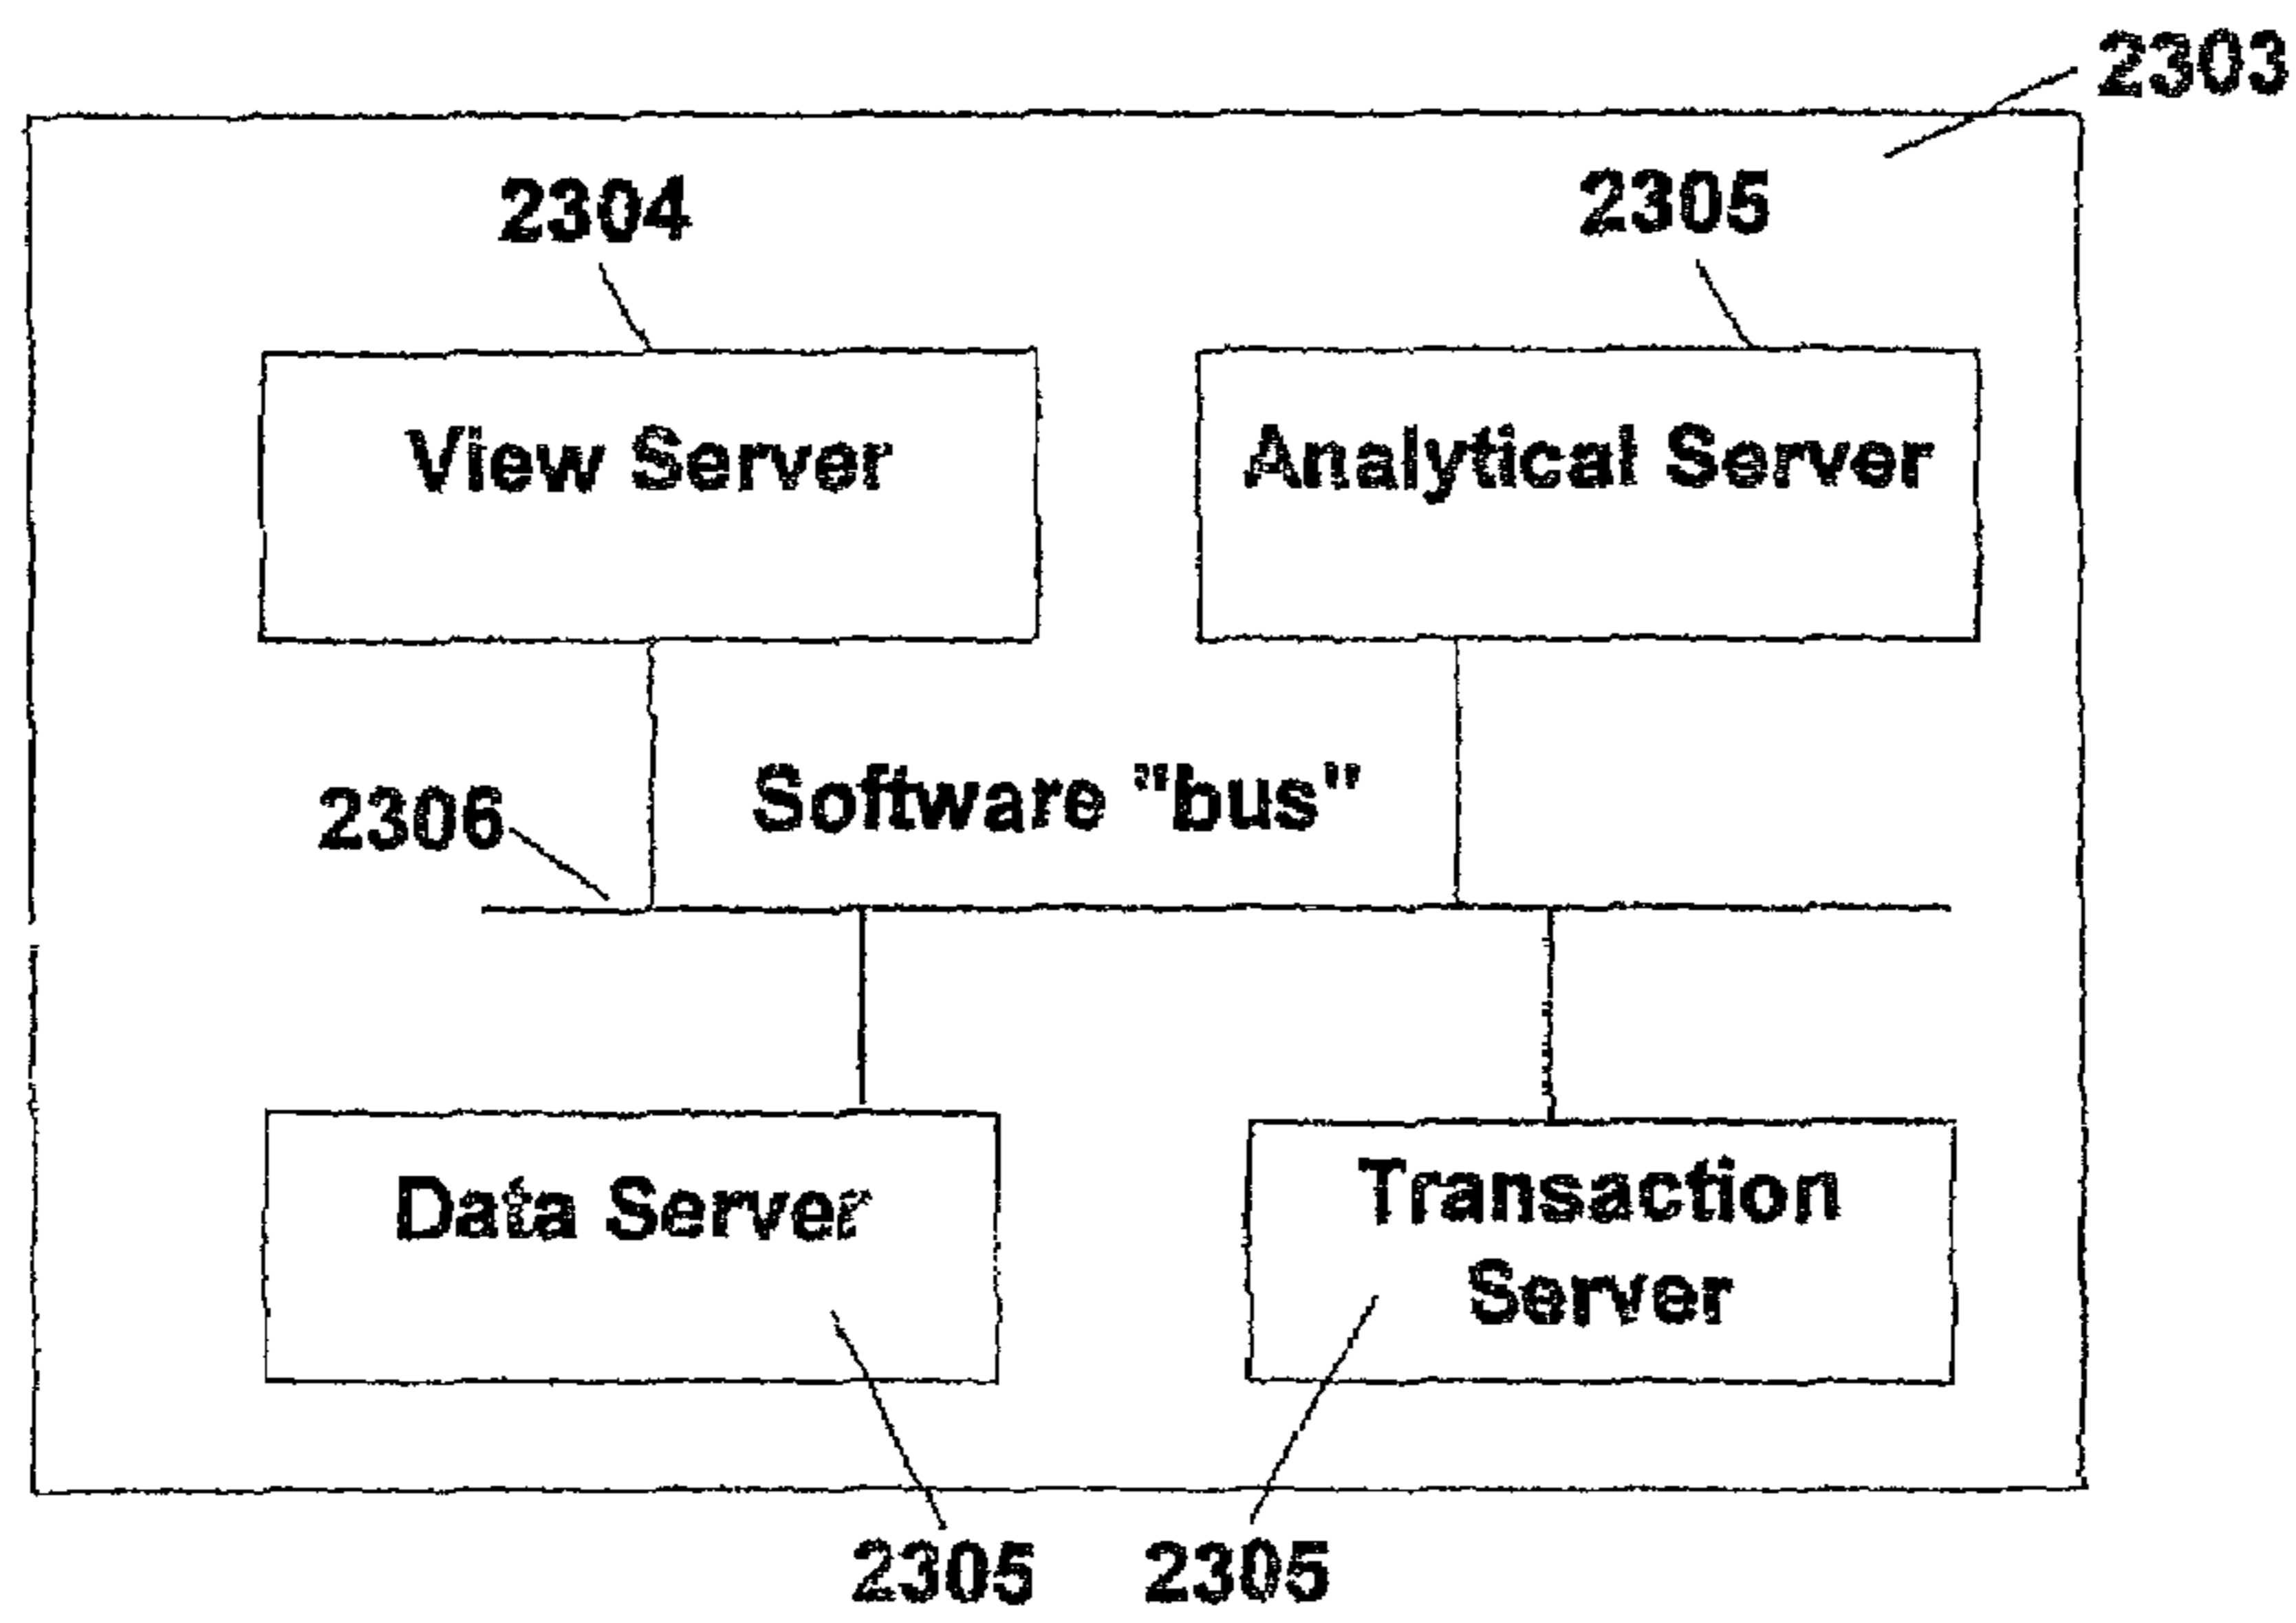 2303
2304
2305
View Server
Analytical Server
Software "bus"
2306
Data Server
Transaction
Server
2305
2305